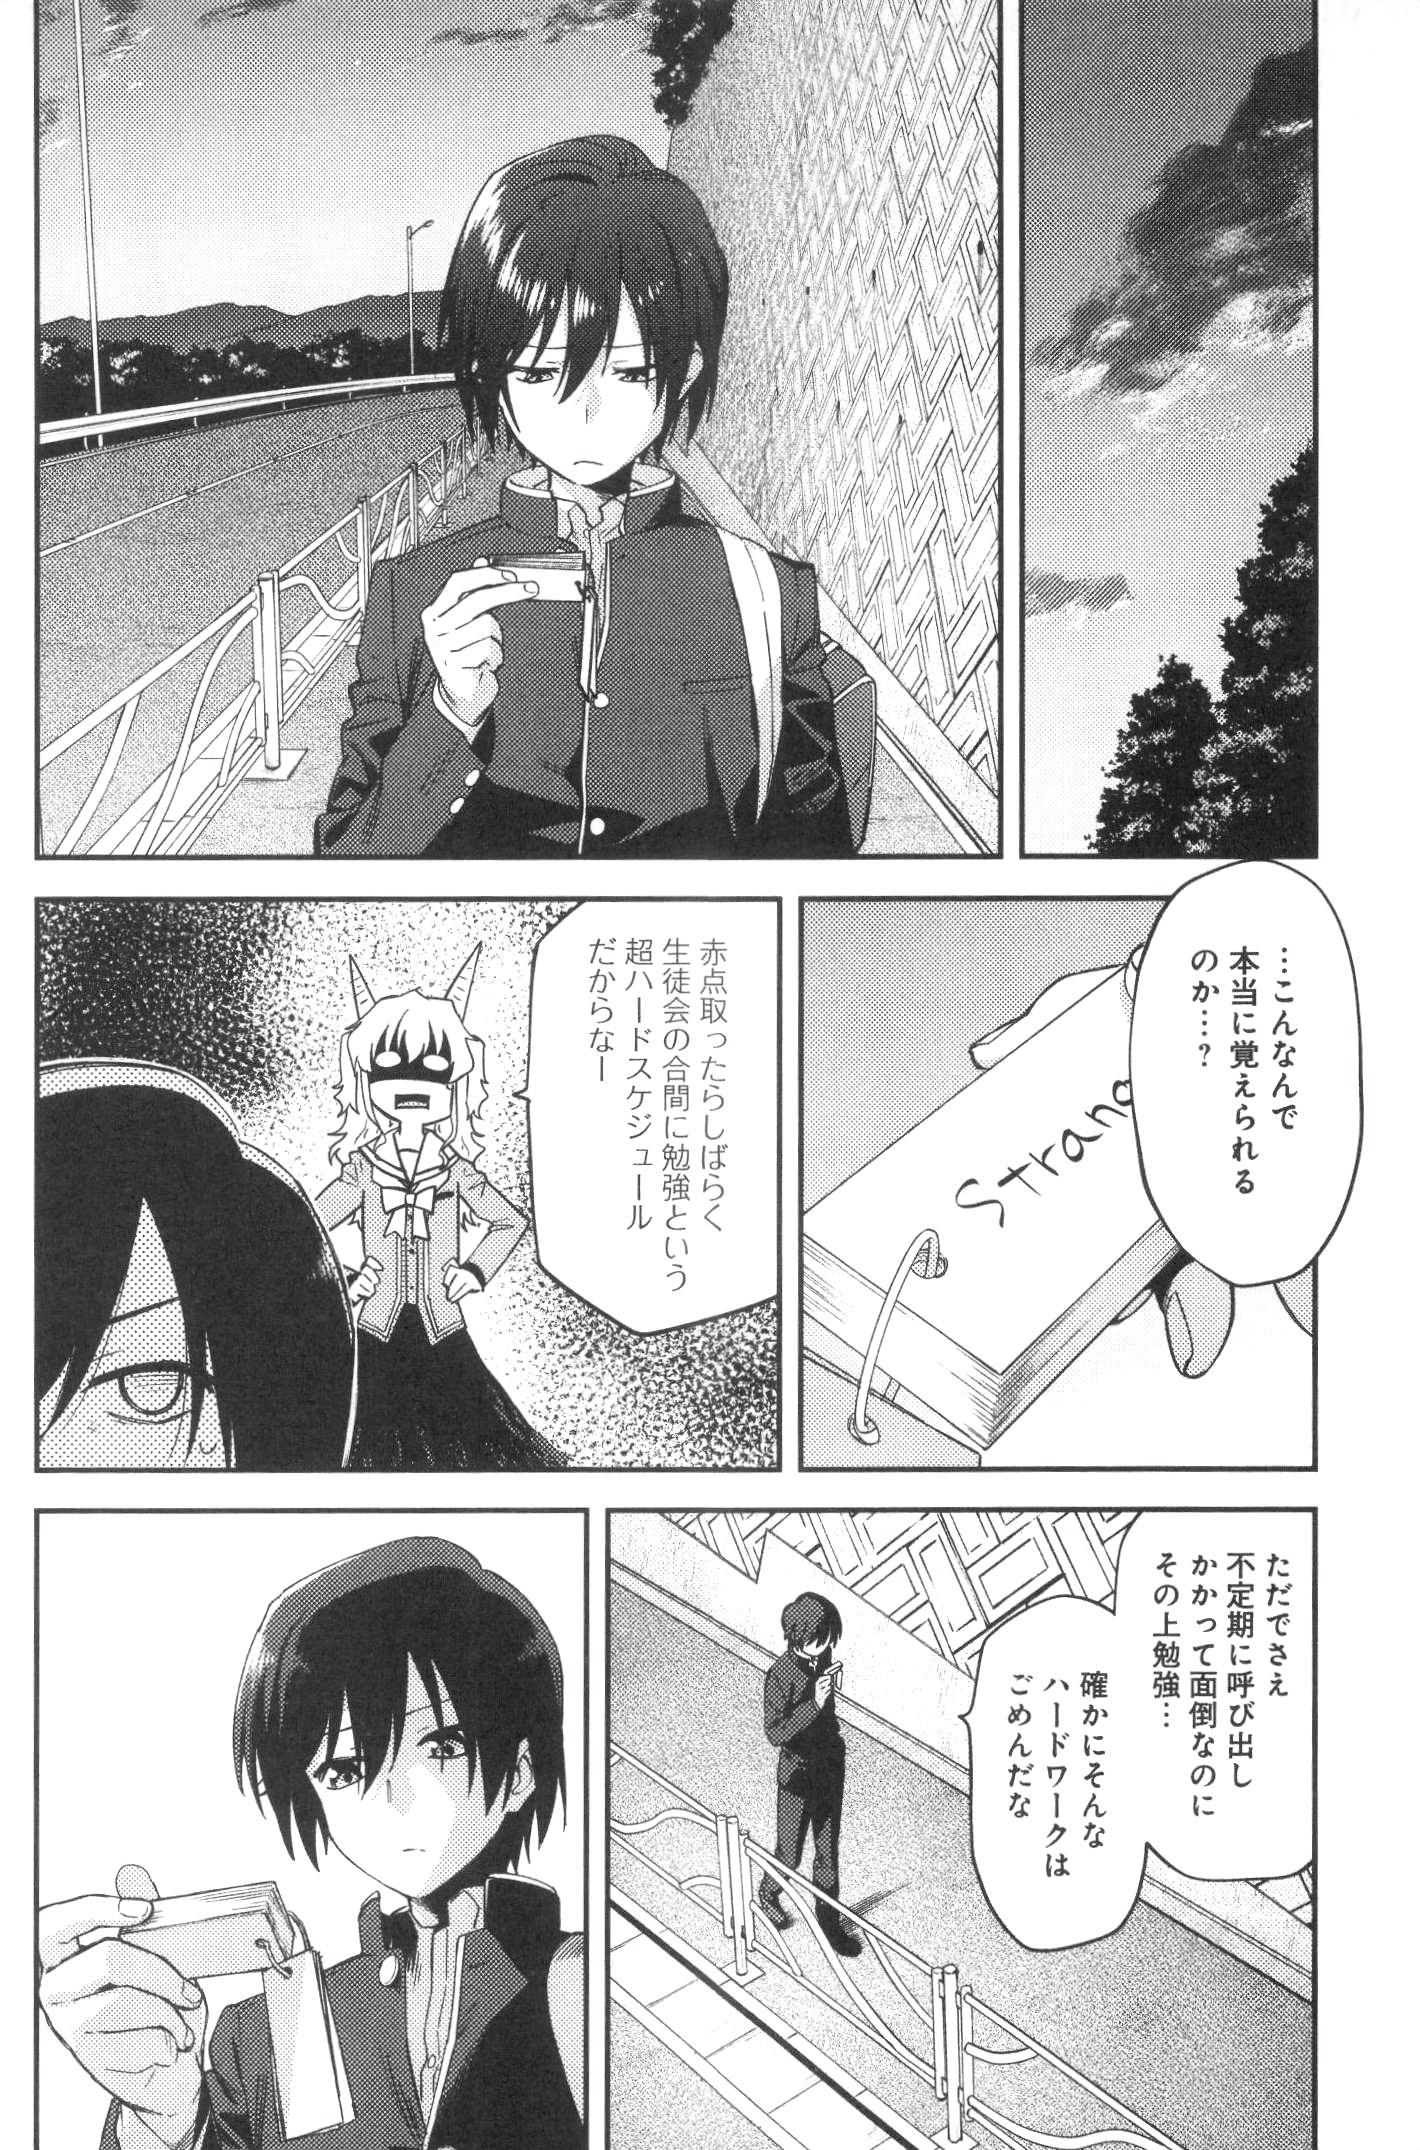 …こんなんで
本当に覚えられる
のか…?
Strang
赤点取ったらしばらく
生徒会の合間に勉強という
超ハードスケジュール
だからなー
ただでさえ
不定期に呼び出し
かかって面倒なのに
その上勉強…
確かにそんな
ハードワークは
ごめんだな